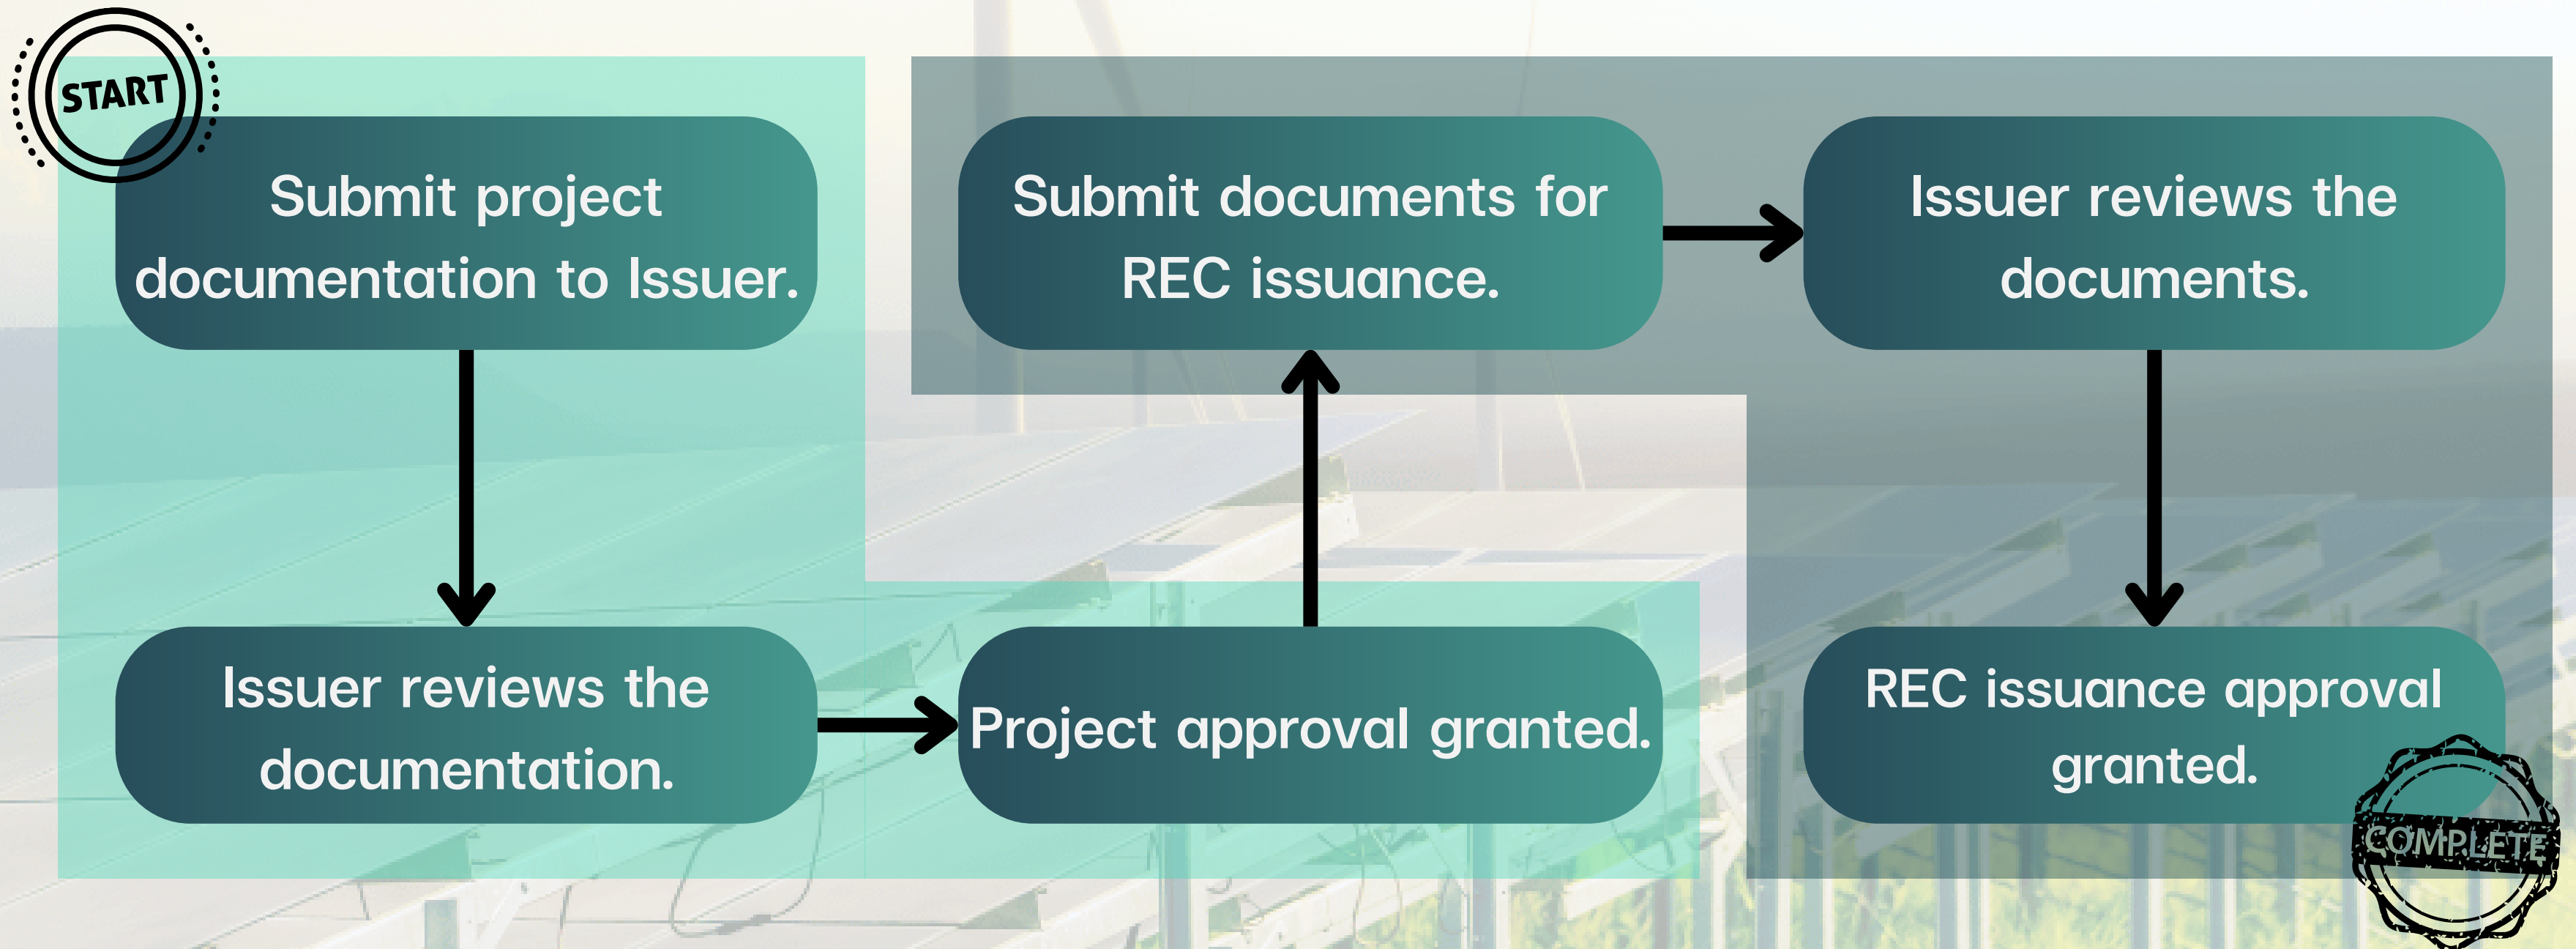 START
Submit project
documentation to Issuer.
Issuer reviews the
documentation.
Project approval granted.
Submit documents for
REC issuance.
Issuer reviews the
documents.
REC issuance approval
granted.
COMPLETE